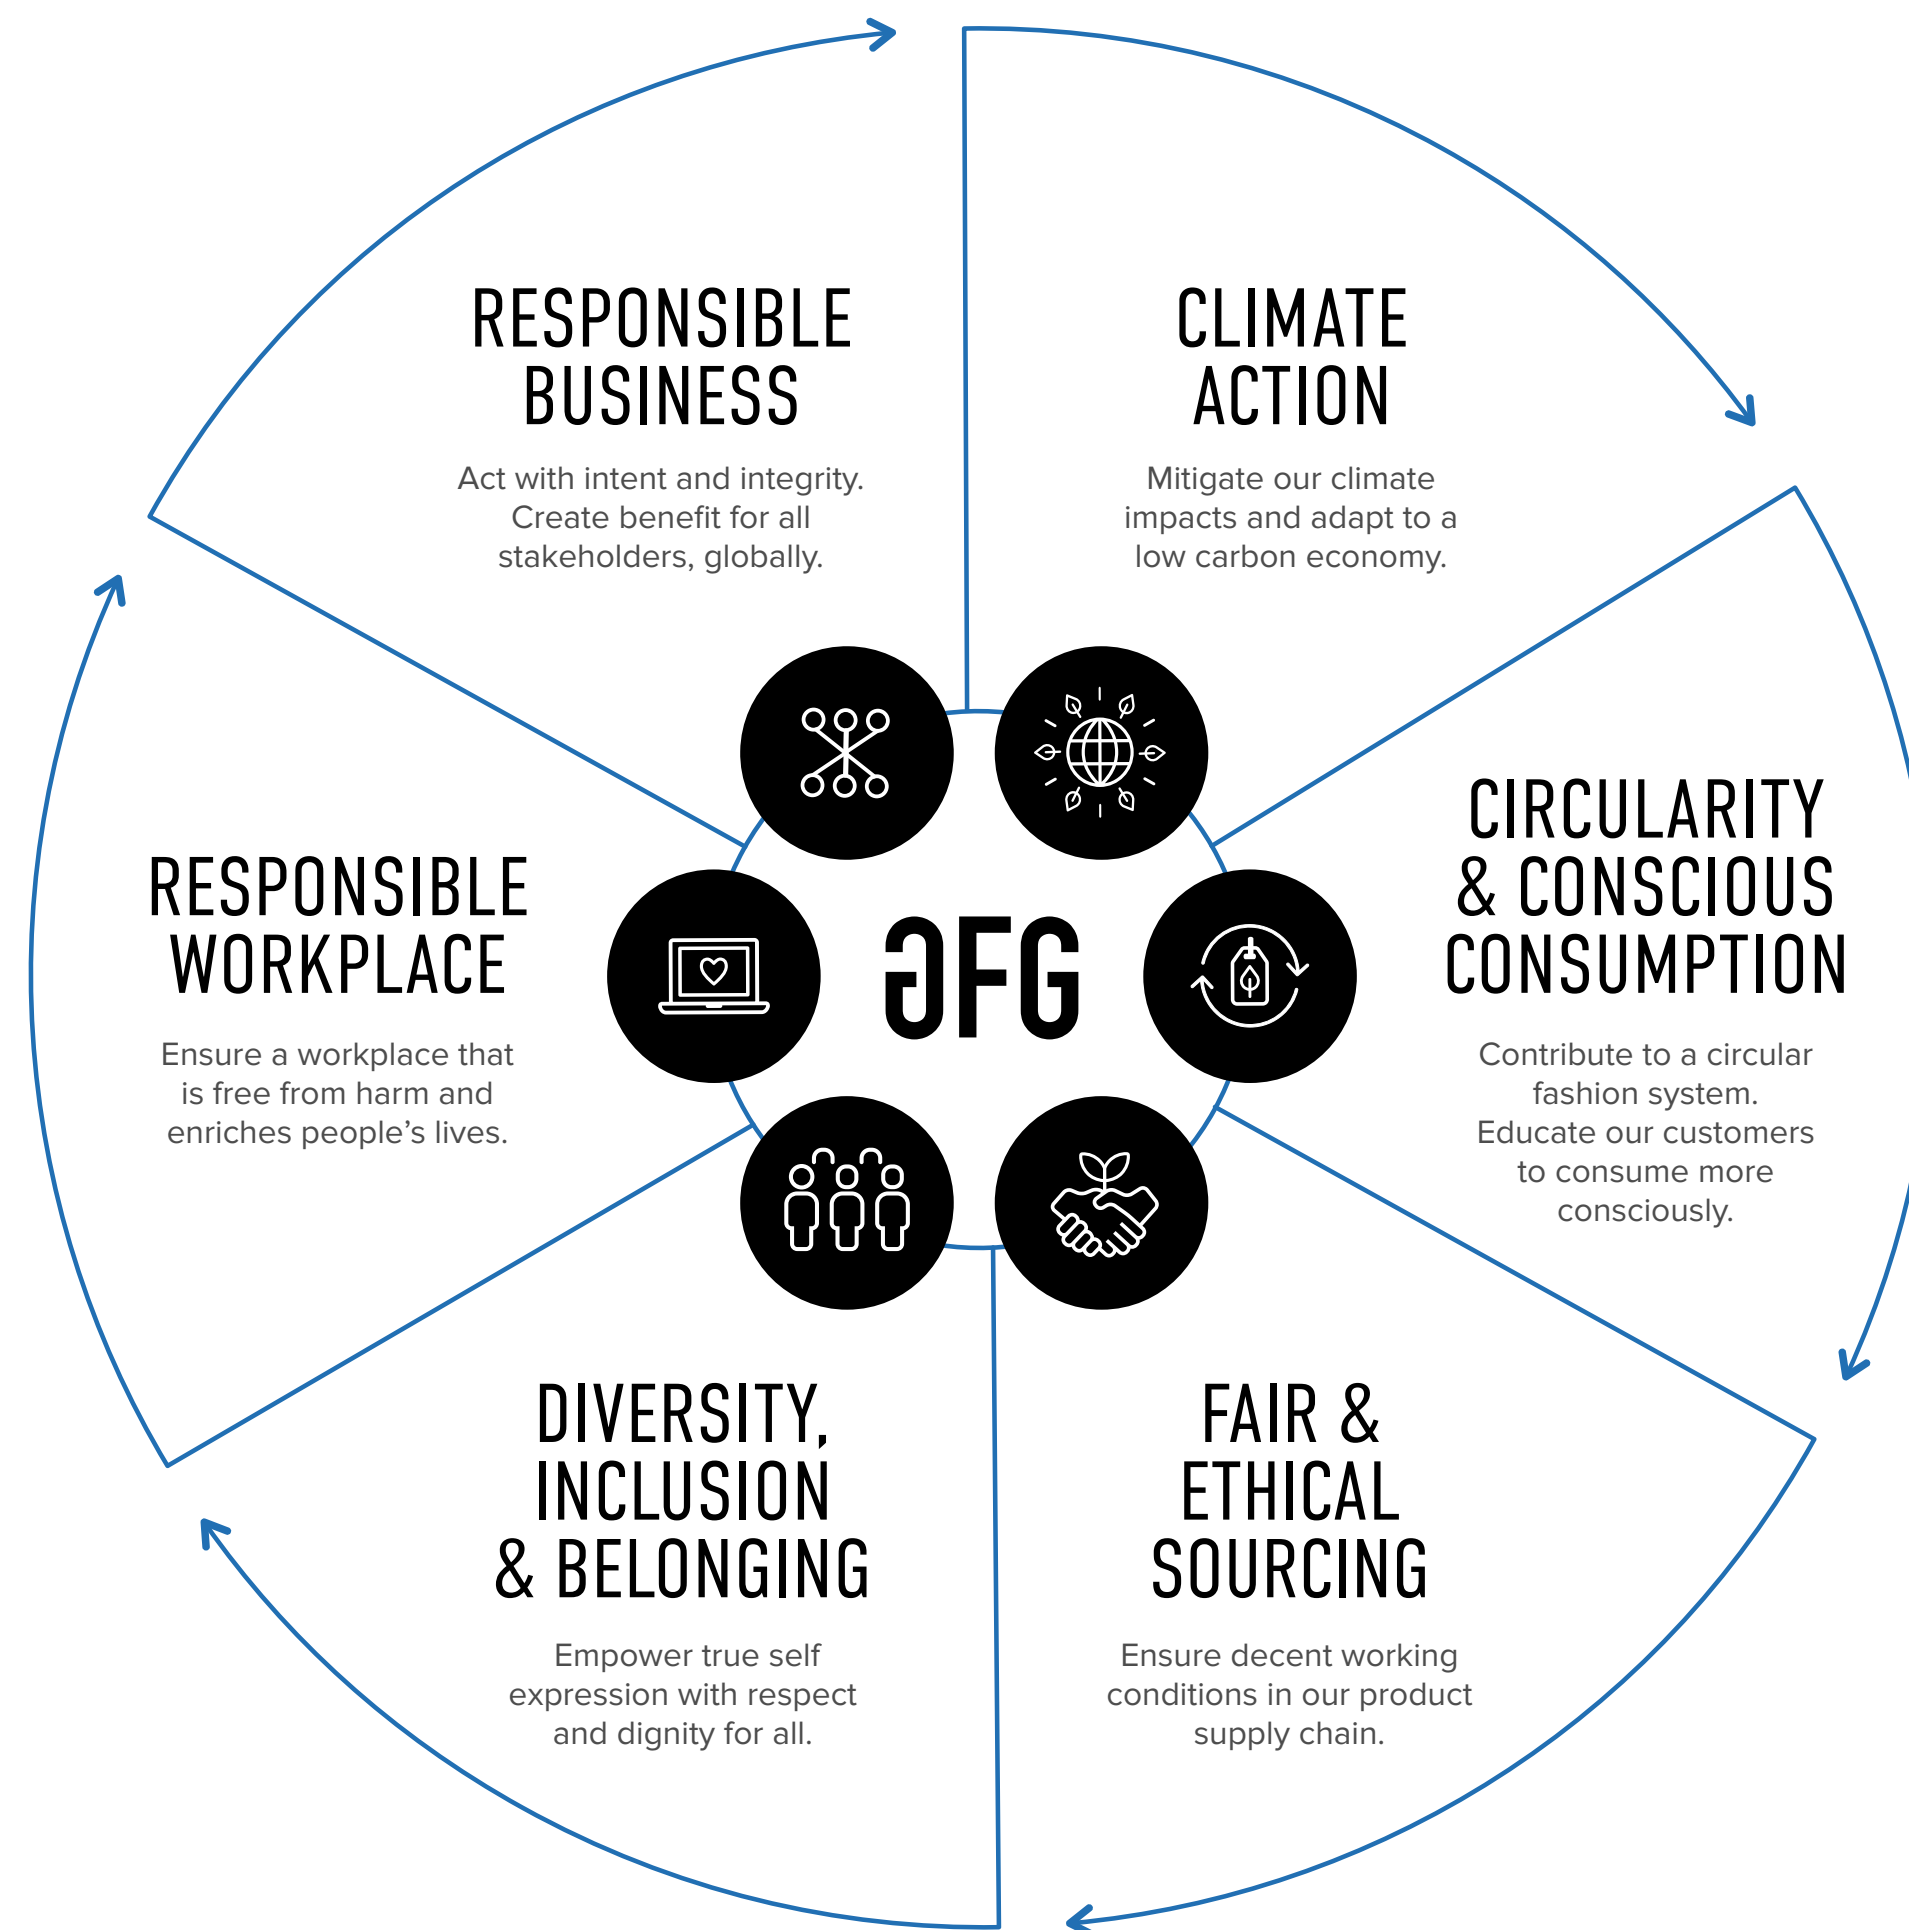 RESPONSIBLE
BUSINESS
Act with intent and integrity.
Create benefit for all
stakeholders, globally.
CLIMATE
ACTION
Mitigate our climate
impacts and adapt to a
low carbon economy.
CIRCULARITY
& CONSCIOUS
CONSUMPTION
Contribute to a circular
fashion system.
Educate our customers
to consume more
consciously.
FAIR &
ETHICAL
SOURCING
Ensure decent working
conditions in our product
supply chain.
DIVERSITY,
INCLUSION
& BELONGING
Empower true self
expression with respect
and dignity for all.
RESPONSIBLE
WORKPLACE
Ensure a workplace that
is free from harm and
enriches people’s lives.
GFG